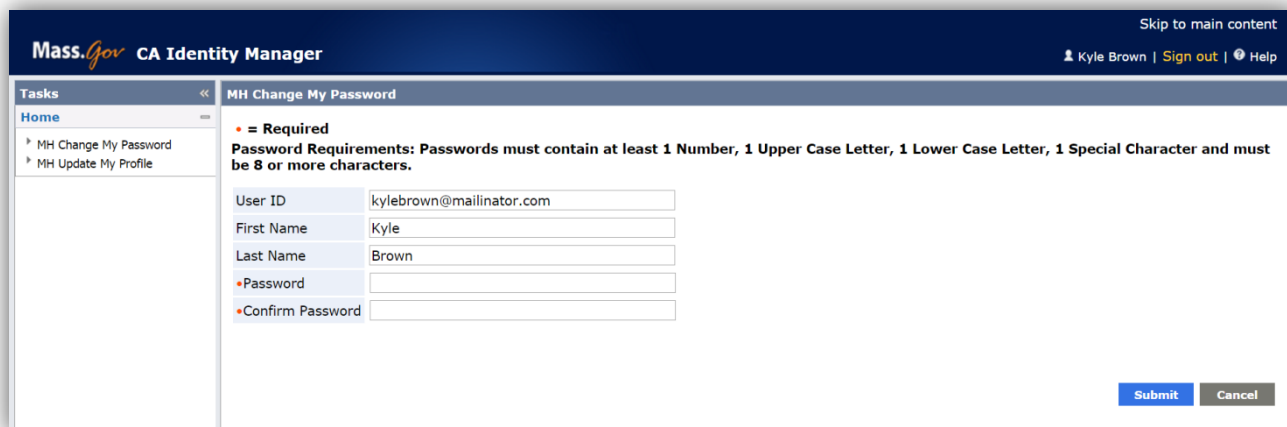 Skip to main content
Mass.Gov CA Identity Manager
Kyle Brown | Sign out | Help
Tasks «
Home
MH Change My Password
MH Update My Profile
MH Change My Password
• = Required
Password Requirements: Passwords must contain at least 1 Number, 1 Upper Case Letter, 1 Lower Case Letter, 1 Special Character and must
be 8 or more characters.
User ID kylebrown@mailinator.com
First Name Kyle
Last Name Brown
•Password
•Confirm Password
Submit Cancel